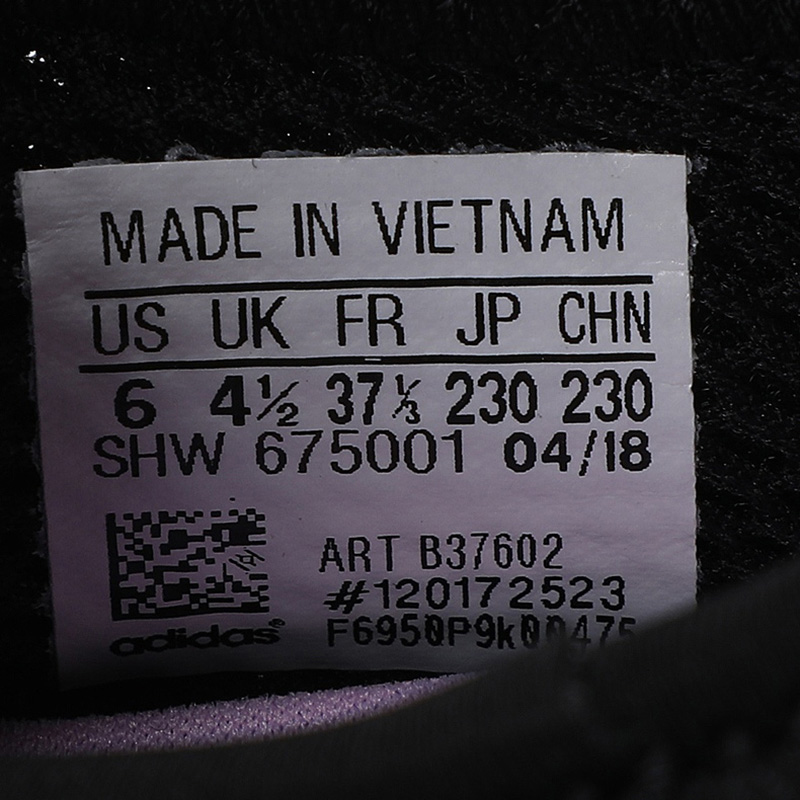 MADE IN VIETNAM
US UK FR JP CHN
6 4½ 37⅓ 230 230
SHW 675001 04/18
ART B37602
#120172523
adidas®